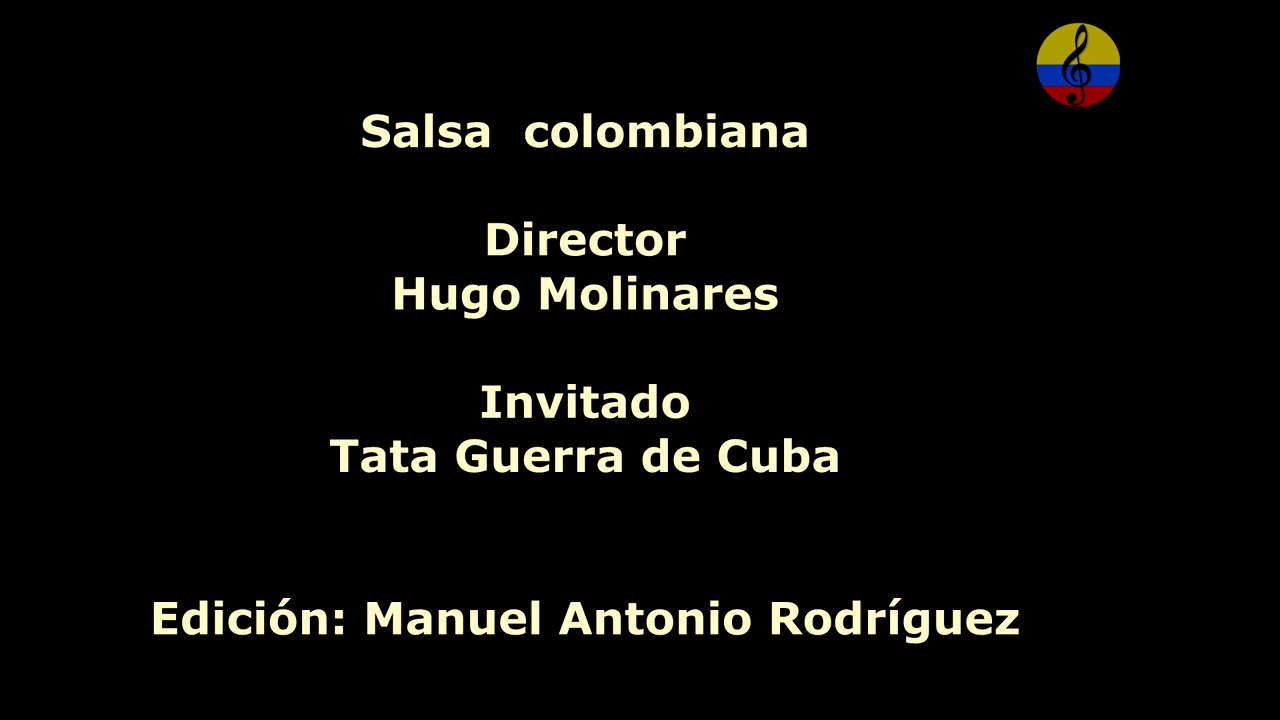 Salsa  colombiana
Director
Hugo Molinares
Invitado
Tata Guerra de Cuba
Edición: Manuel Antonio Rodríguez